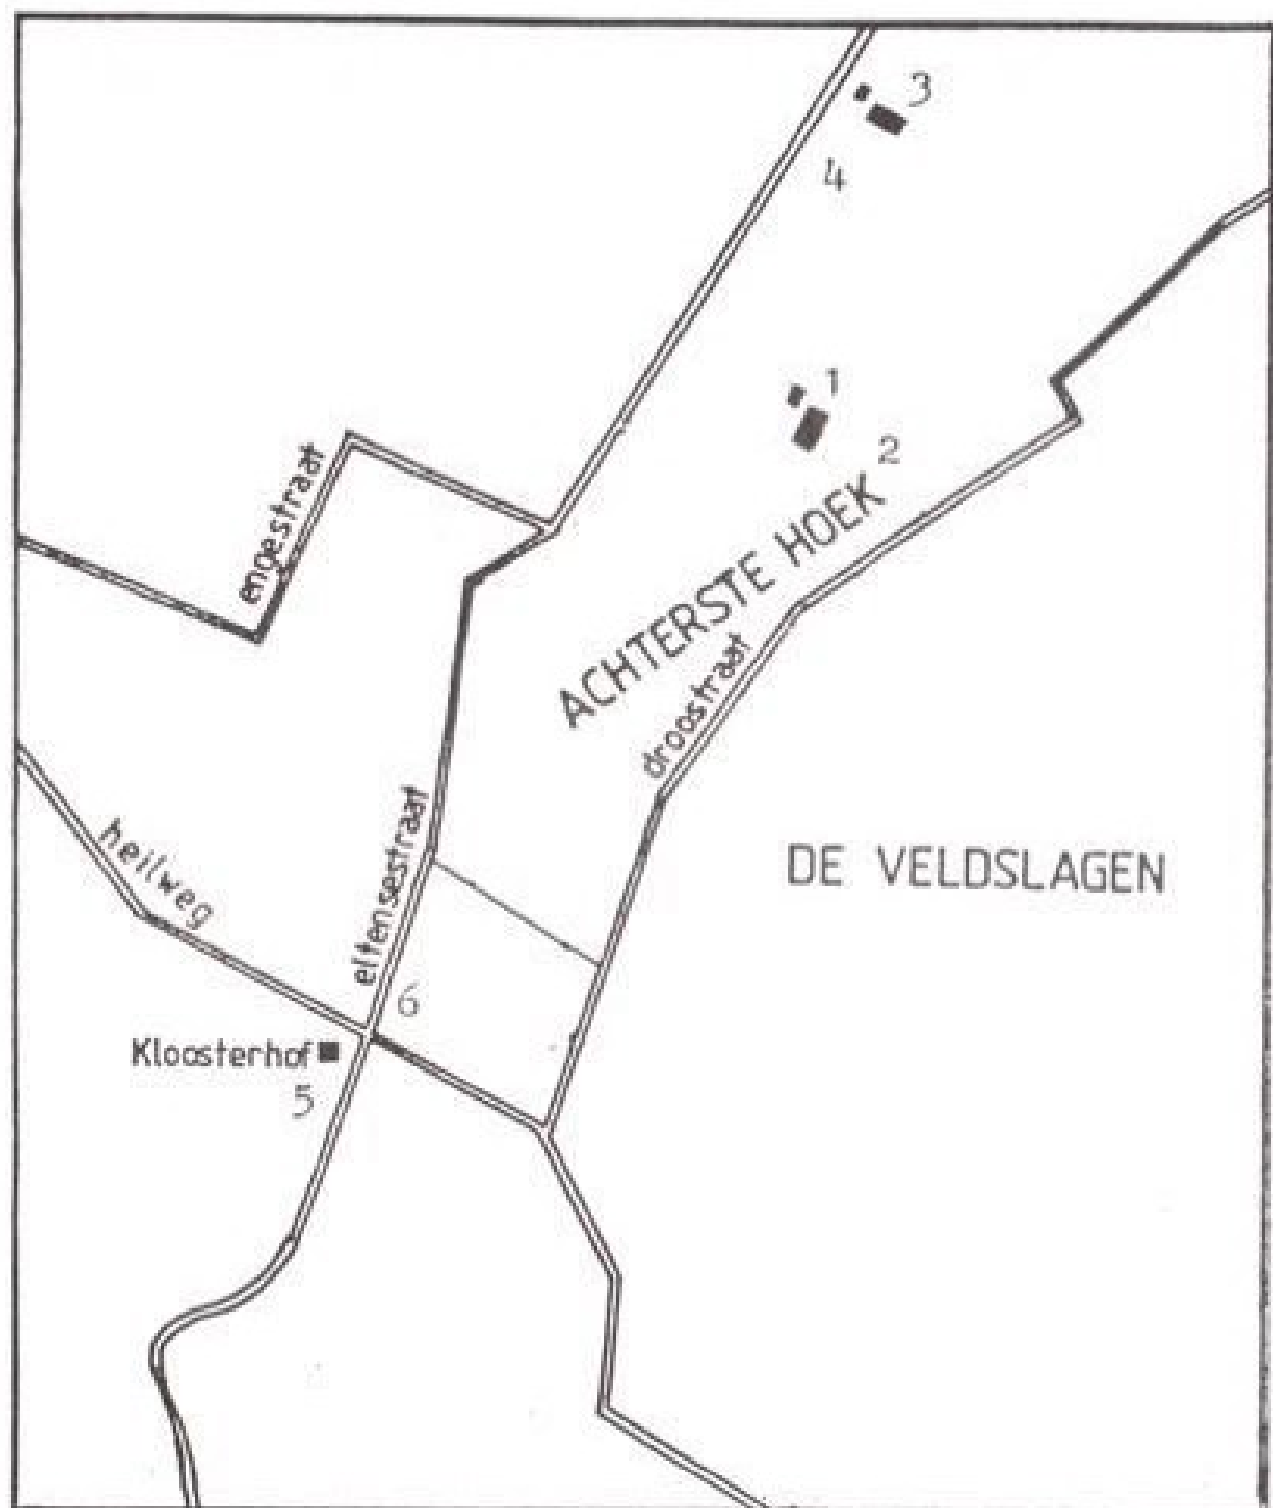 3
4
1
2
engestraat
ACHTERSTE HOEK
droostraat
DE VELDSLAGEN
heilweg
eltensestraat
6
Kloosterhof
5